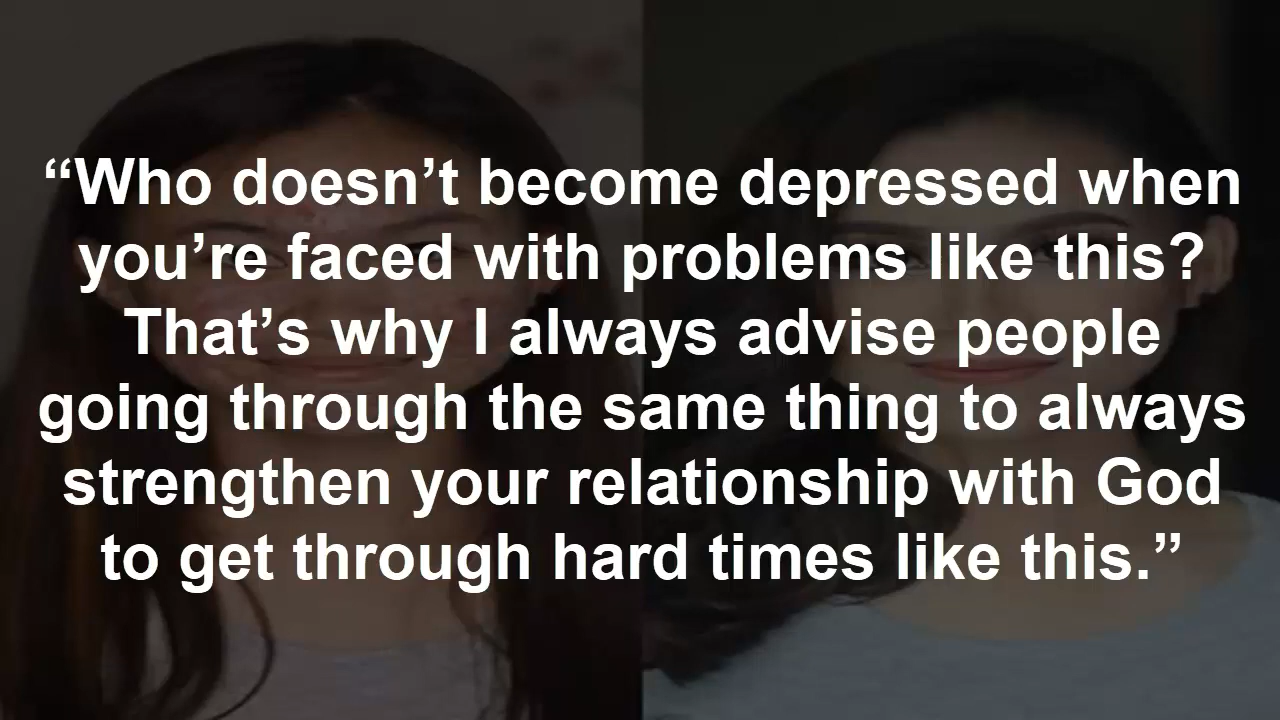 “Who doesn’t become depressed when
you’re faced with problems like this?
That’s why I always advise people
going through the same thing to always
strengthen your relationship with God
to get through hard times like this.”